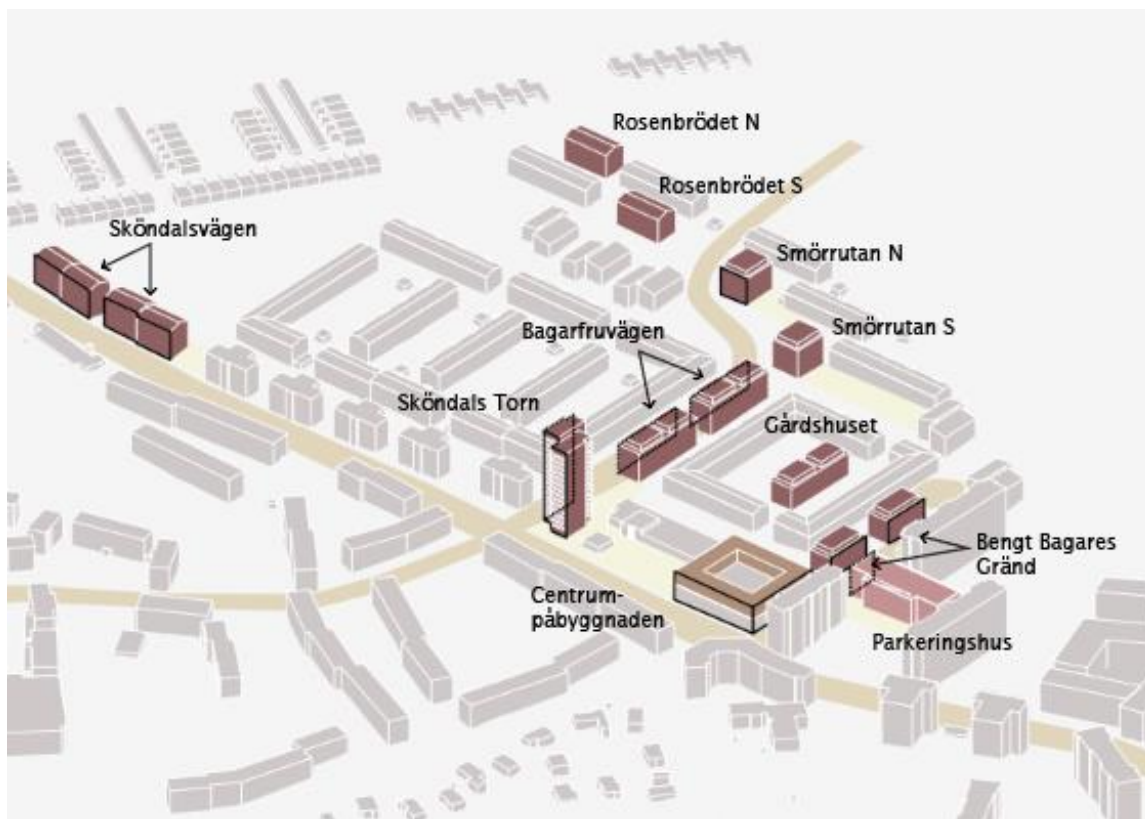 Rosenbrödet N
Rosenbrödet S
Sköndalsvägen
Smörrutan N
Smörrutan S
Bagarfruvägen
Sköndals Torn
Gårdshuset
Bengt Bagares
Gränd
Centrum-
påbyggnaden
Parkeringshus